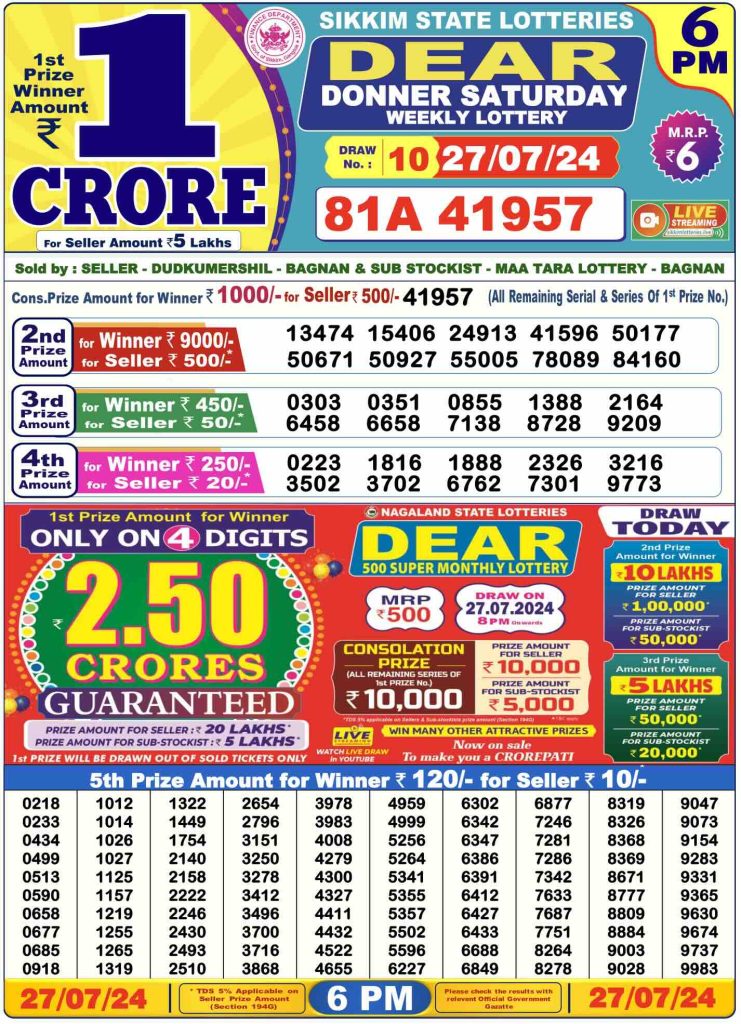 1st
Prize
Winner
Amount
₹
1
CRORE
For Seller Amount ₹5 Lakhs
FINANCE DEPARTMENT
Govt. of Sikkim, Gangtok
SIKKIM STATE LOTTERIES
DEAR
DONNER SATURDAY
WEEKLY LOTTERY
6
PM
DRAW
No. : 10 27/07/24
M.R.P.
₹6
81A 41957
LIVE
STREAMING
Sold by : SELLER - DUDKUMERSHIL - BAGNAN & SUB STOCKIST - MAA TARA LOTTERY - BAGNAN
Cons.Prize Amount for Winner ₹ 1000/- for Seller ₹ 500/- 41957 (All Remaining Serial & Series Of 1st Prize No.)
2nd
Prize
Amount
for Winner ₹ 9000/-
for Seller ₹ 500/-*
13474 15406 24913 41596 50177
50671 50927 55005 78089 84160
3rd
Prize
Amount
for Winner ₹ 450/-
for Seller ₹ 50/-*
0303 0351 0855 1388 2164
6458 6658 7138 8728 9209
4th
Prize
Amount
for Winner ₹ 250/-
for Seller ₹ 20/-*
0223 1816 1888 2326 3216
3502 3702 6762 7301 9773
1st Prize Amount for Winner
ONLY ON 4 DIGITS
₹ 2.50
CRORES
GUARANTEED
PRIZE AMOUNT FOR SELLER : ₹ 20 LAKHS*
PRIZE AMOUNT FOR SUB-STOCKIST : ₹ 5 LAKHS*
1st PRIZE WILL BE DRAWN OUT OF SOLD TICKETS ONLY
NAGALAND STATE LOTTERIES
DEAR
500 SUPER MONTHLY LOTTERY
MRP
₹500
DRAW ON
27.07.2024
8PM Onwards
CONSOLATION
PRIZE
(ALL REMAINING SERIES OF
1st PRIZE No.)
₹ 10,000
PRIZE AMOUNT
FOR SELLER
₹ 10,000
PRIZE AMOUNT
FOR SUB-STOCKIST
₹ 5,000
*TDS 5% applicable on Sellers & Sub-stockists prize amount (Section 194G)
LIVE
STREAMING
WATCH LIVE DRAW
in YOUTUBE
WIN MANY OTHER ATTRACTIVE PRIZES
Now on sale
To make you a CROREPATI
DRAW
TODAY
2nd Prize
Amount for Winner
₹10 LAKHS
PRIZE AMOUNT
FOR SELLER
₹ 1,00,000*
PRIZE AMOUNT
FOR SUB-STOCKIST
₹ 50,000*
3rd Prize
Amount for Winner
₹5 LAKHS
PRIZE AMOUNT
FOR SELLER
₹ 50,000*
PRIZE AMOUNT
FOR SUB-STOCKIST
₹ 20,000*
5th Prize Amount for Winner ₹ 120/- for Seller ₹ 10/-
0218 1012 1322 2654 3978 4959 6302 6877 8319 9047
0233 1014 1449 2796 3983 4999 6342 7246 8326 9073
0434 1026 1754 3151 4008 5256 6347 7281 8368 9154
0499 1027 2140 3250 4279 5264 6386 7286 8369 9283
0513 1125 2158 3278 4300 5341 6391 7342 8671 9331
0590 1157 2222 3412 4327 5355 6412 7633 8777 9365
0658 1219 2246 3496 4411 5357 6427 7687 8809 9630
0677 1255 2430 3700 4432 5502 6433 7751 8884 9674
0685 1265 2493 3716 4522 5596 6688 8264 9003 9737
0918 1319 2510 3868 4655 6227 6849 8278 9028 9983
27/07/24
* TDS 5% Applicable on
Seller Prize Amount
(Section 194G)
6 PM
Please check the results with
relevent Official Government
Gazatte
27/07/24